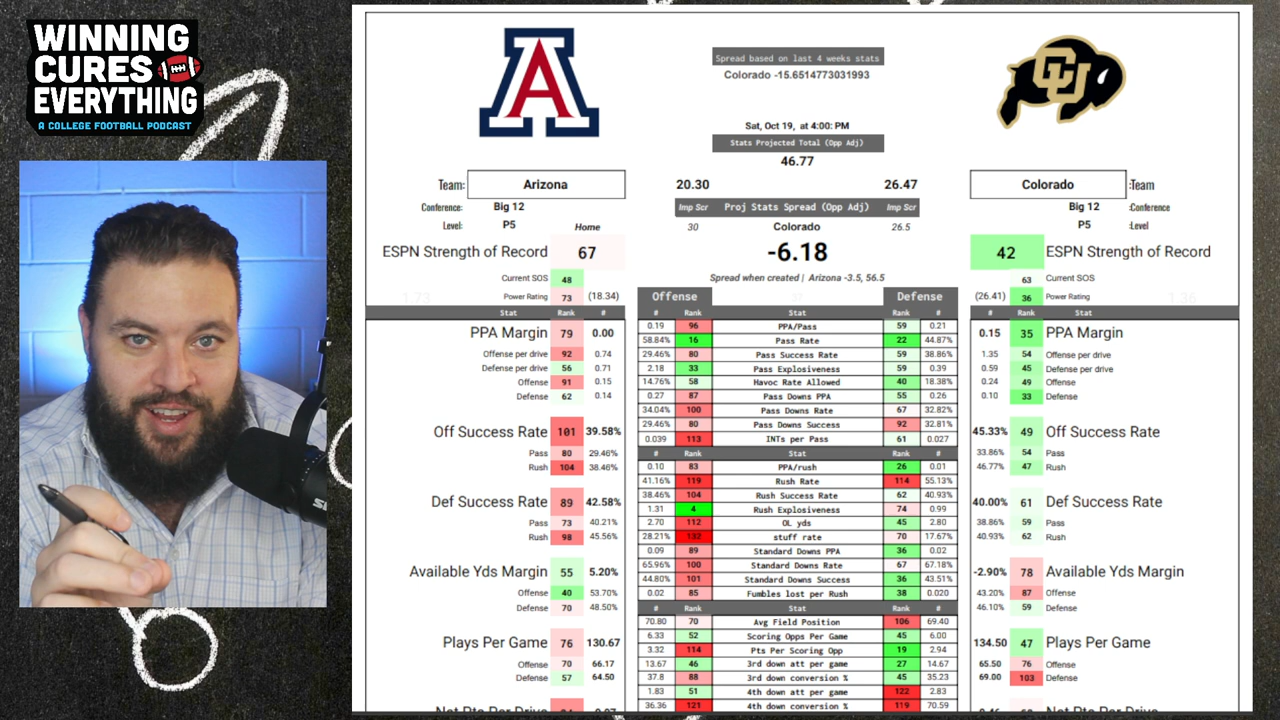 WINNING
CURES
EVERYTHING
A COLLEGE FOOTBALL PODCAST
A
CU
Spread based on last 4 weeks stats
Colorado -15.6514773031993
Sat, Oct 19, at 4:00: PM
Stats Projected Total (Opp Adj)
46.77
Team: Arizona 20.30 26.47 Colorado :Team
Conference: Big 12 Imp Scr Proj Stats Spread (Opp Adj) Imp Scr Big 12 :Conference
Level: P5 Home 30 Colorado 26.5 P5 :Level
ESPN Strength of Record 67 -6.18 42 ESPN Strength of Record
Current SOS 48 Spread when created | Arizona -3.5, 56.5 63 Current SOS
Power Rating 73 (18.34) Offense Defense (26.41) 36 Power Rating
Stat Rank # # Rank Stat Rank # # Rank Stat
0.19 96 PPA/Pass 59 0.21
PPA Margin 79 0.00 58.84% 16 Pass Rate 22 44.87% 0.15 35 PPA Margin
Offense per drive 92 0.74 29.46% 80 Pass Success Rate 59 38.86% 1.35 54 Offense per drive
Defense per drive 56 0.71 2.18 33 Pass Explosiveness 59 0.39 0.59 45 Defense per drive
Offense 91 0.15 14.76% 58 Havoc Rate Allowed 40 18.38% 0.24 49 Offense
Defense 62 0.14 0.27 87 Pass Downs PPA 55 0.26 0.10 33 Defense
34.04% 100 Pass Downs Rate 67 32.82%
Off Success Rate 101 39.58% 29.46% 80 Pass Downs Success 92 32.81% 45.33% 49 Off Success Rate
0.039 113 INTs per Pass 61 0.027
Pass 80 29.46% # Rank Stat Rank # 33.86% 54 Pass
Rush 104 38.46% 0.10 83 PPA/rush 26 0.01 46.77% 47 Rush
41.16% 119 Rush Rate 114 55.13%
38.46% 104 Rush Success Rate 62 40.93%
Def Success Rate 89 42.58% 1.31 4 Rush Explosiveness 74 0.99 40.00% 61 Def Success Rate
Pass 73 40.21% 2.70 112 OL yds 45 2.80 38.86% 59 Pass
Rush 98 45.56% 28.21% 132 stuff rate 70 17.67% 40.93% 62 Rush
0.09 89 Standard Downs PPA 36 0.02
Available Yds Margin 55 5.20% 65.96% 100 Standard Downs Rate 67 67.18% -2.90% 78 Available Yds Margin
44.80% 101 Standard Downs Success 36 43.51%
Offense 40 53.70% 0.02 85 Fumbles lost per Rush 38 0.020 43.20% 87 Offense
Defense 70 48.50% # Rank Stat Rank # 46.10% 59 Defense
70.80 70 Avg Field Position 106 69.40
Plays Per Game 76 130.67 6.33 52 Scoring Opps Per Game 45 6.00 134.50 47 Plays Per Game
3.32 114 Pts Per Scoring Opp 19 2.94
Offense 70 66.17 13.67 46 3rd down att per game 27 14.67 65.50 76 Offense
Defense 57 64.50 37.8 88 3rd down conversion % 45 35.23 69.00 103 Defense
1.83 51 4th down att per game 122 2.83
36.36 121 4th down conversion % 119 70.59